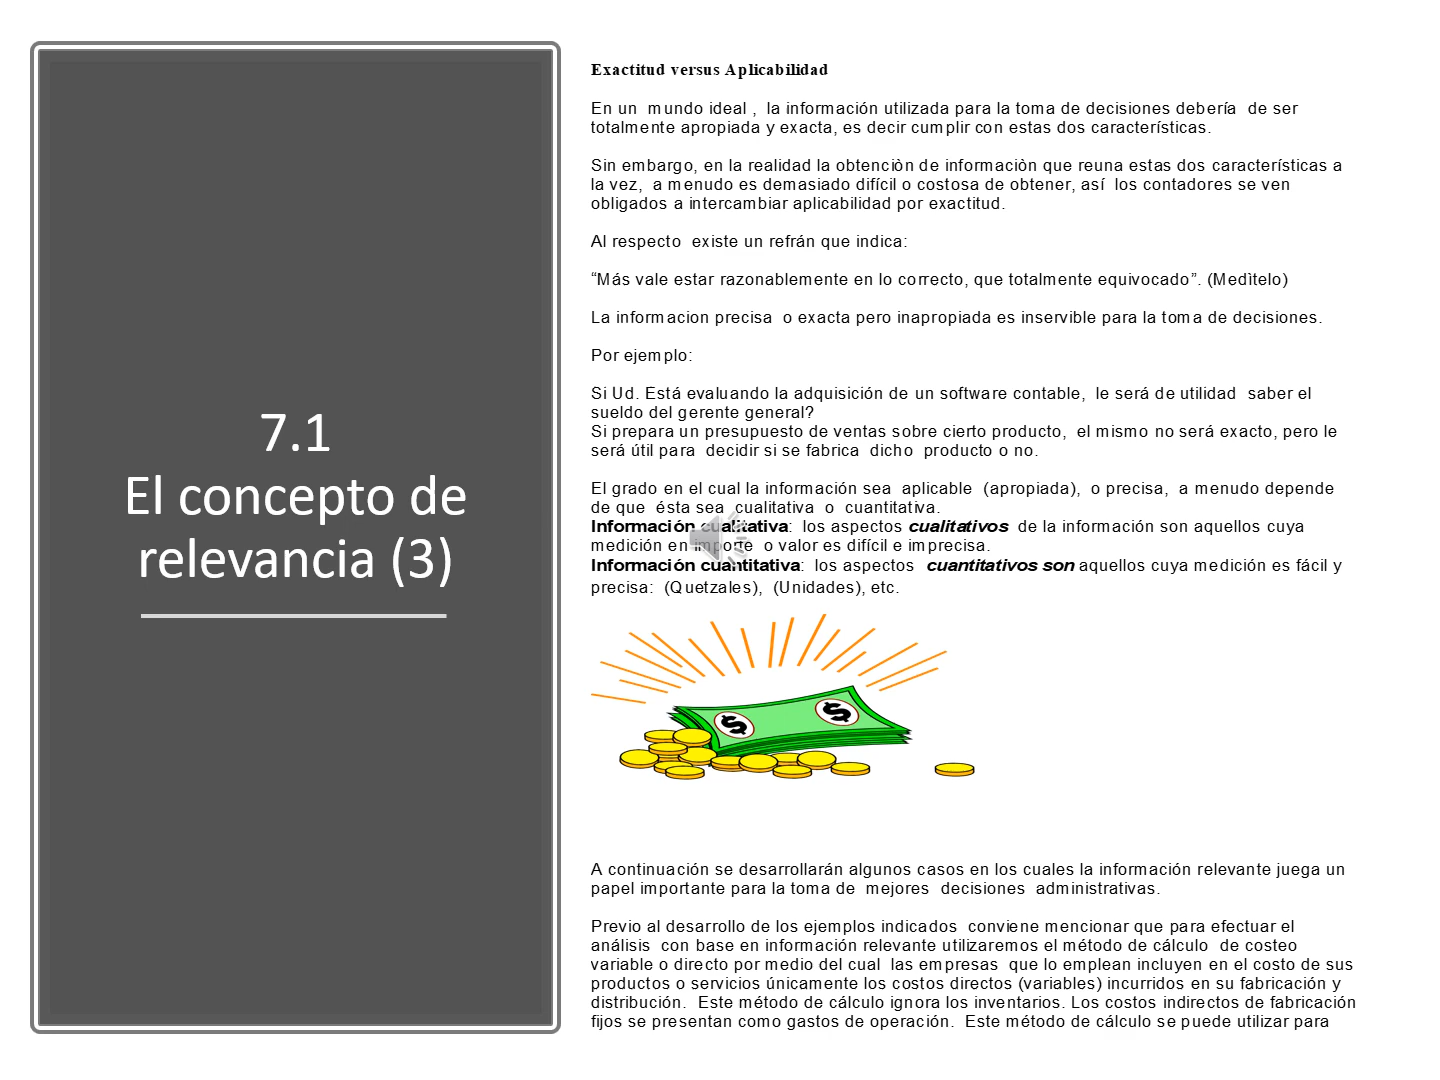 7.1
El concepto de
relevancia (3)
Exactitud versus Aplicabilidad
En un mundo ideal , la información utilizada para la toma de decisiones debería de ser
totalmente apropiada y exacta, es decir cumplir con estas dos características.
Sin embargo, en la realidad la obtenciòn de informaciòn que reuna estas dos características a
la vez, a menudo es demasiado difícil o costosa de obtener, así los contadores se ven
obligados a intercambiar aplicabilidad por exactitud.
Al respecto existe un refrán que indica:
“Más vale estar razonablemente en lo correcto, que totalmente equivocado”. (Medìtelo)
La informacion precisa o exacta pero inapropiada es inservible para la toma de decisiones.
Por ejemplo:
Si Ud. Está evaluando la adquisición de un software contable, le será de utilidad saber el
sueldo del gerente general?
Si prepara un presupuesto de ventas sobre cierto producto, el mismo no será exacto, pero le
será útil para decidir si se fabrica dicho producto o no.
El grado en el cual la información sea aplicable (apropiada), o precisa, a menudo depende
de que ésta sea cualitativa o cuantitativa.
Información cualitativa: los aspectos cualitativos de la información son aquellos cuya
medición en importe o valor es difícil e imprecisa.
Información cuantitativa: los aspectos cuantitativos son aquellos cuya medición es fácil y
precisa: (Quetzales), (Unidades), etc.
$ $
A continuación se desarrollarán algunos casos en los cuales la información relevante juega un
papel importante para la toma de mejores decisiones administrativas.
Previo al desarrollo de los ejemplos indicados conviene mencionar que para efectuar el
análisis con base en información relevante utilizaremos el método de cálculo de costeo
variable o directo por medio del cual las empresas que lo emplean incluyen en el costo de sus
productos o servicios únicamente los costos directos (variables) incurridos en su fabricación y
distribución. Este método de cálculo ignora los inventarios. Los costos indirectos de fabricación
fijos se presentan como gastos de operación. Este método de cálculo se puede utilizar para